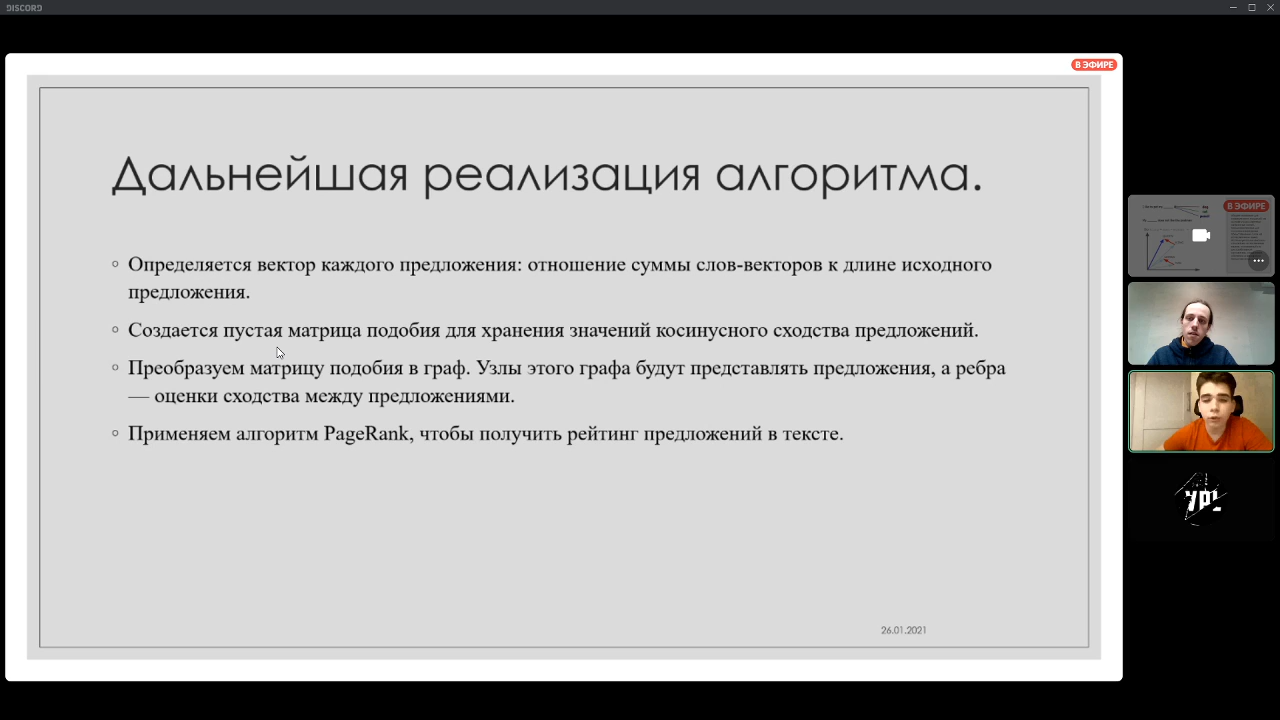 DISCORD
В ЭФИРЕ
Дальнейшая реализация алгоритма.
Определяется вектор каждого предложения: отношение суммы слов-векторов к длине исходного
предложения.
Создается пустая матрица подобия для хранения значений косинусного сходства предложений.
Преобразуем матрицу подобия в граф. Узлы этого графа будут представлять предложения, а ребра
— оценки сходства между предложениями.
Применяем алгоритм PageRank, чтобы получить рейтинг предложений в тексте.
26.01.2021
В ЭФИРЕ